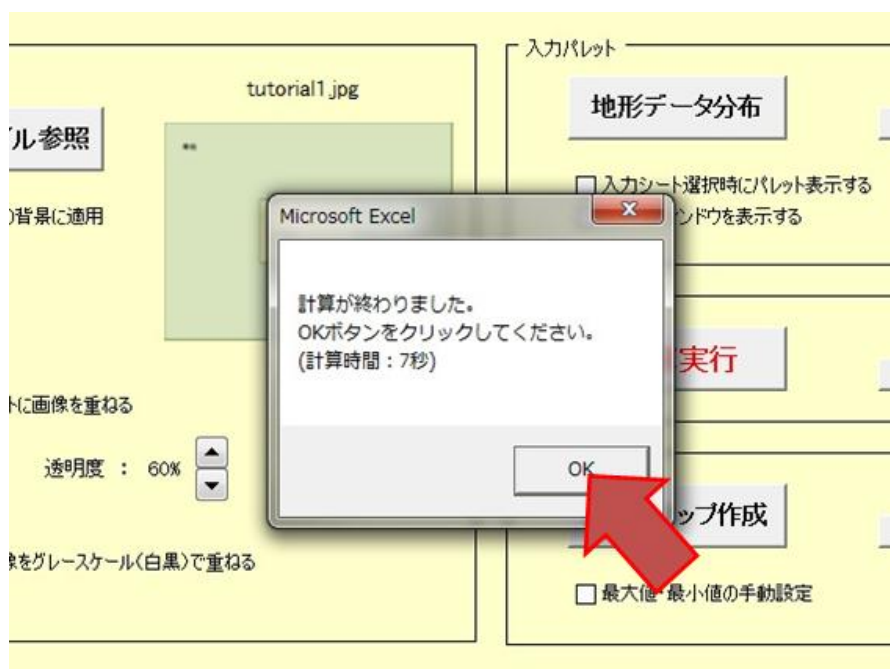 入力パレット
tutorial1.jpg
地形データ分布
ル参照
入力シート選択時にパレット表示する
背景に適用
ンドウを表示する
Microsoft Excel
計算が終わりました。
OKボタンをクリックしてください。
(計算時間：7秒)
実行
に画像を重ねる
透明度 ： 60%
OK
ップ作成
をグレースケール(白黒)で重ねる
最大値・最小値の手動設定